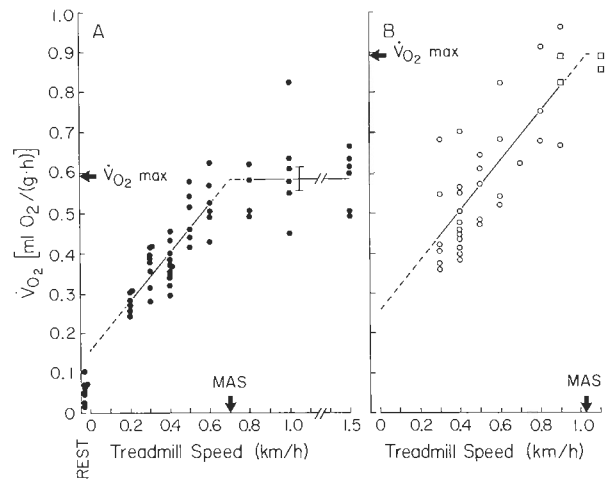 A
V̇O₂ max
V̇O₂ [ml O₂/(g·h)]
1.0
0.9
0.8
0.7
0.6
0.5
0.4
0.3
0.2
0.1
0
MAS
REST
0 0.2 0.4 0.6 0.8 1.0 1.5
Treadmill Speed (km/h)
B
V̇O₂ max
MAS
0 0.2 0.4 0.6 0.8 1.0
Treadmill Speed (km/h)